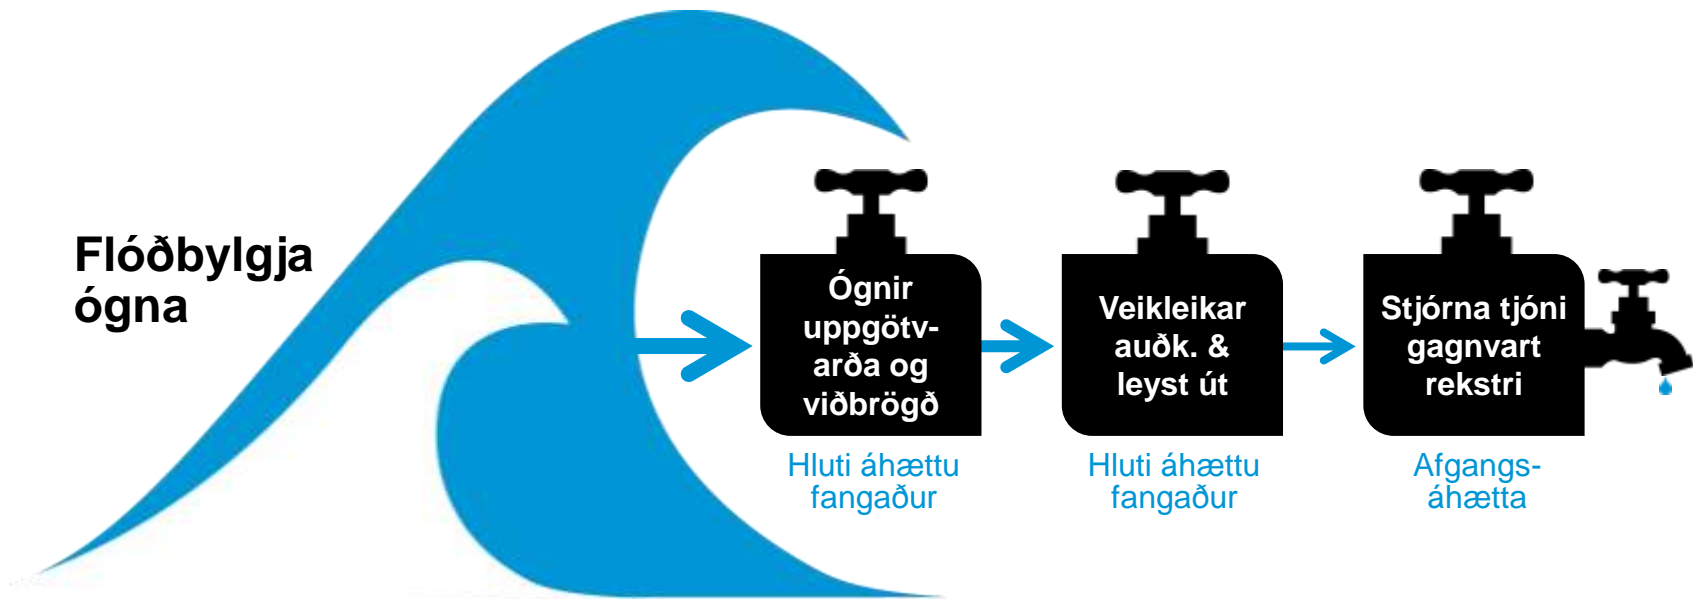 Flóðbylgja
ógna
Ógnir
uppgötv-
arða og
viðbrögð
Hluti áhættu
fangaður
Veikleikar
auðk. &
leyst út
Hluti áhættu
fangaður
Stjórna tjóni
gagnvart
rekstri
Afgangs-
áhætta